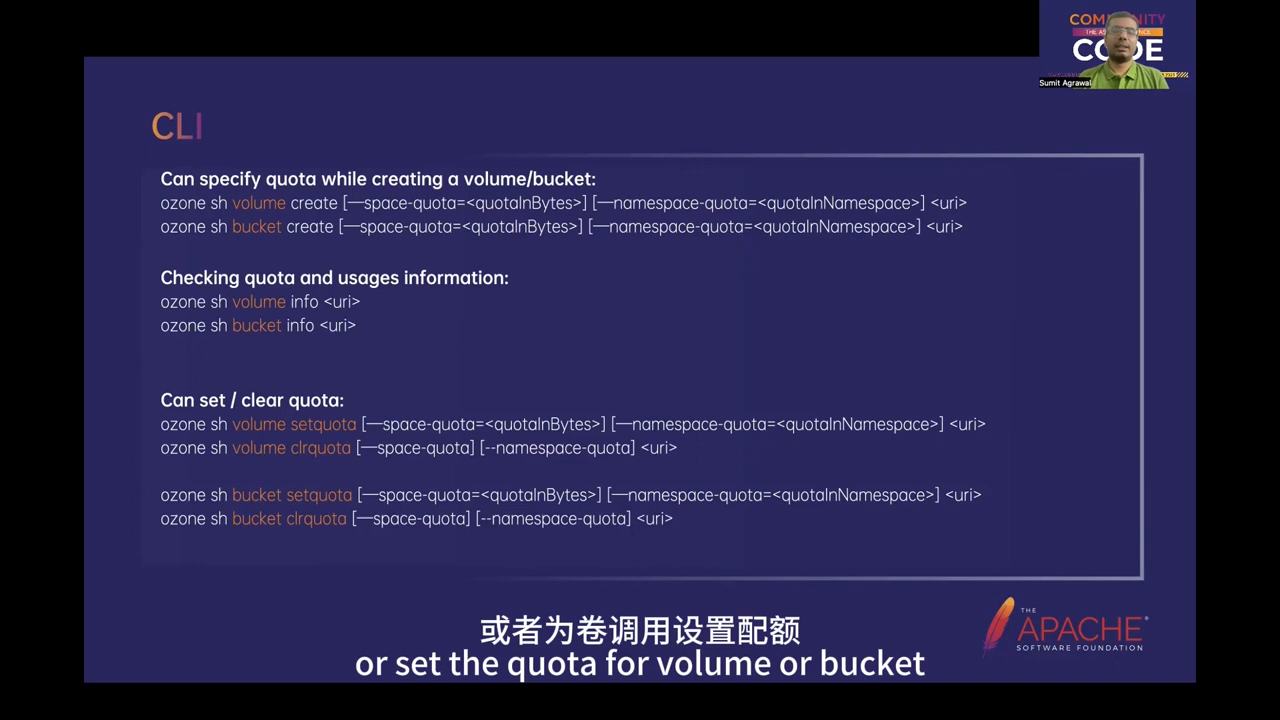 COMMUNITY
CODE
Sumit Agrawal
CLI
Can specify quota while creating a volume/bucket:
ozone sh volume create [—space-quota=<quotaInBytes>] [—namespace-quota=<quotaInNamespace>] <uri>
ozone sh bucket create [—space-quota=<quotaInBytes>] [—namespace-quota=<quotaInNamespace>] <uri>
Checking quota and usages information:
ozone sh volume info <uri>
ozone sh bucket info <uri>
Can set / clear quota:
ozone sh volume setquota [—space-quota=<quotaInBytes>] [—namespace-quota=<quotaInNamespace>] <uri>
ozone sh volume clrquota [—space-quota] [--namespace-quota] <uri>
ozone sh bucket setquota [—space-quota=<quotaInBytes>] [—namespace-quota=<quotaInNamespace>] <uri>
ozone sh bucket clrquota [—space-quota] [--namespace-quota] <uri>
THE
APACHE®
SOFTWARE FOUNDATION
或者为卷调用设置配额
or set the quota for volume or bucket